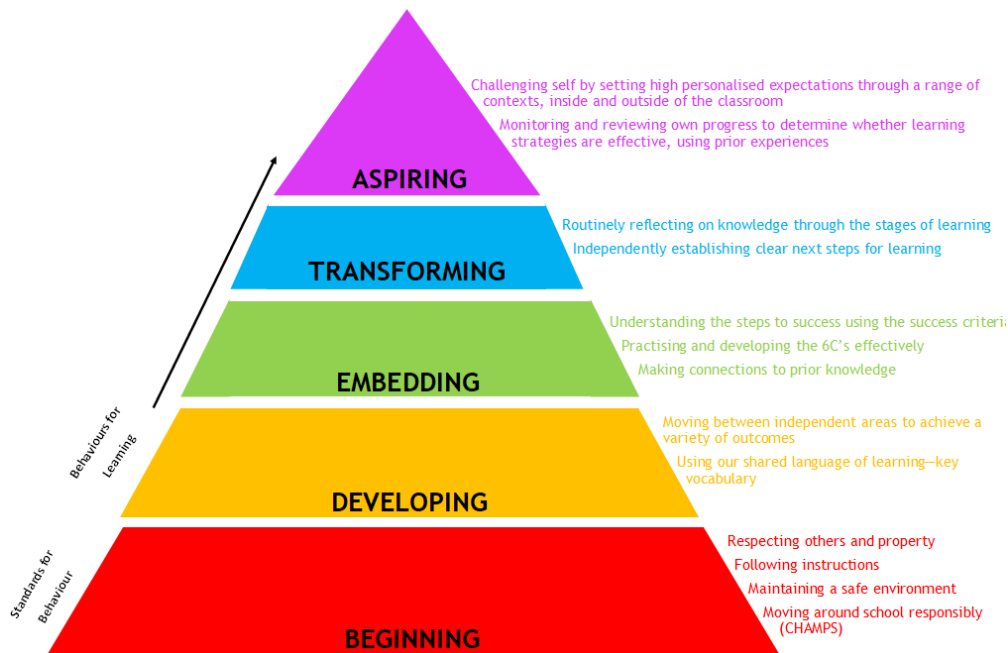 Challenging self by setting high personalised expectations through a range of
contexts, inside and outside of the classroom
Monitoring and reviewing own progress to determine whether learning
strategies are effective, using prior experiences
ASPIRING
Routinely reflecting on knowledge through the stages of learning
Independently establishing clear next steps for learning
TRANSFORMING
Understanding the steps to success using the success criteria
Practising and developing the 6C's effectively
Making connections to prior knowledge
EMBEDDING
Behaviours for
Learning
Moving between independent areas to achieve a
variety of outcomes
Using our shared language of learning—key
vocabulary
DEVELOPING
Standards for
Behaviour
Respecting others and property
Following instructions
Maintaining a safe environment
Moving around school responsibly
(CHAMPS)
BEGINNING